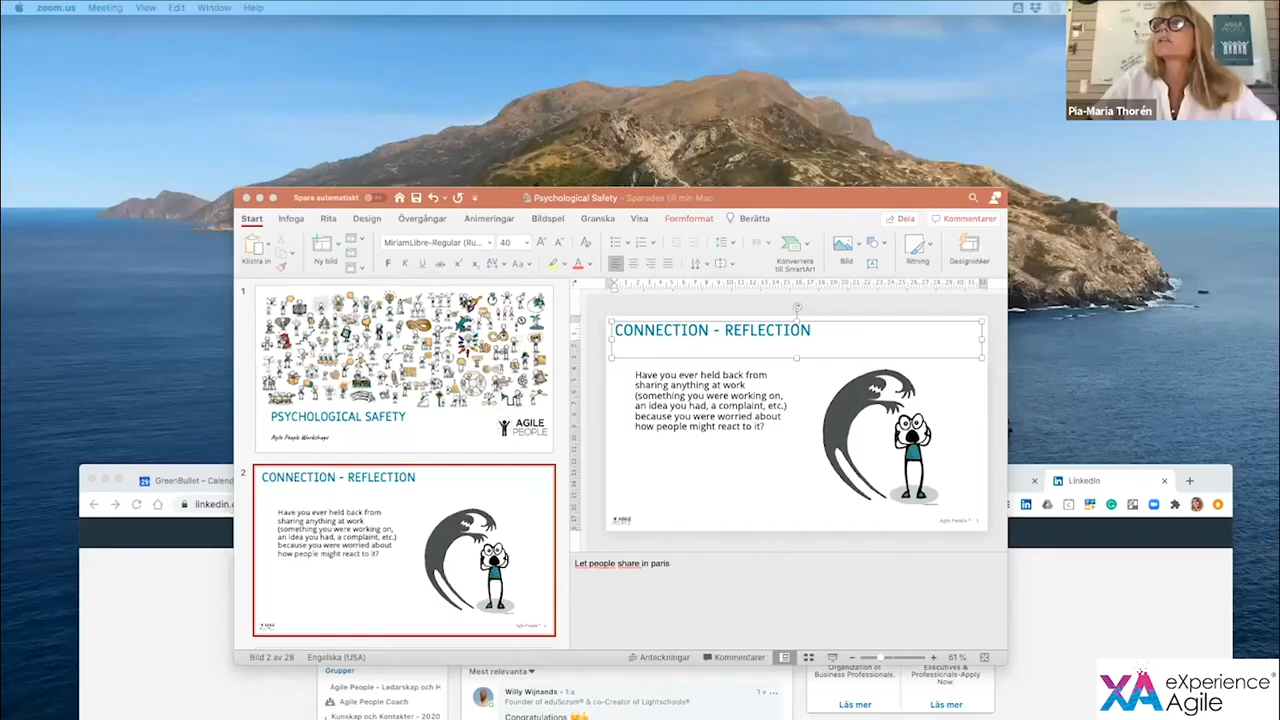 zoom.us Meeting View Edit Window Help
AGILE
PEOPLE
Pia-Maria Thorén
Spara automatiskt
Psychological Safety – Sparades till min Mac
Start Infoga Rita Design Övergångar Animeringar Bildspel Granska Visa Formformat Berätta
Dela Kommentarer
MiriamLibre-Regular (Ru... 40
Klistra in
Ny bild
Konvertera
till SmartArt
Bild
Ritning
Designidéer
1
PSYCHOLOGICAL SAFETY
Agile People Workshops
AGILE
PEOPLE
2
CONNECTION - REFLECTION
Have you ever held back from
sharing anything at work
(something you were working on,
an idea you had, a complaint, etc.)
because you were worried about
how people might react to it?
CONNECTION - REFLECTION
Have you ever held back from
sharing anything at work
(something you were working on,
an idea you had, a complaint, etc.)
because you were worried about
how people might react to it?
Let people share in paris
Bild 2 av 28 Engelska (USA)
Anteckningar Kommentarer 61 %
GreenBullet – Calend
linkedin.
LinkedIn
Grupper
Agile People – Ledarskap och H
Agile People Coach
Kunskap och Kontakter - 2020
Mest relevanta
Willy Wijnands • 1:a
Founder of eduScrum® & co-Creator of Lightschools®
Congratulations
1 v
Organization of
Business Professionals.
Läs mer
Executives &
Professionals-Apply
Now.
Läs mer
XA eXperience
Agile